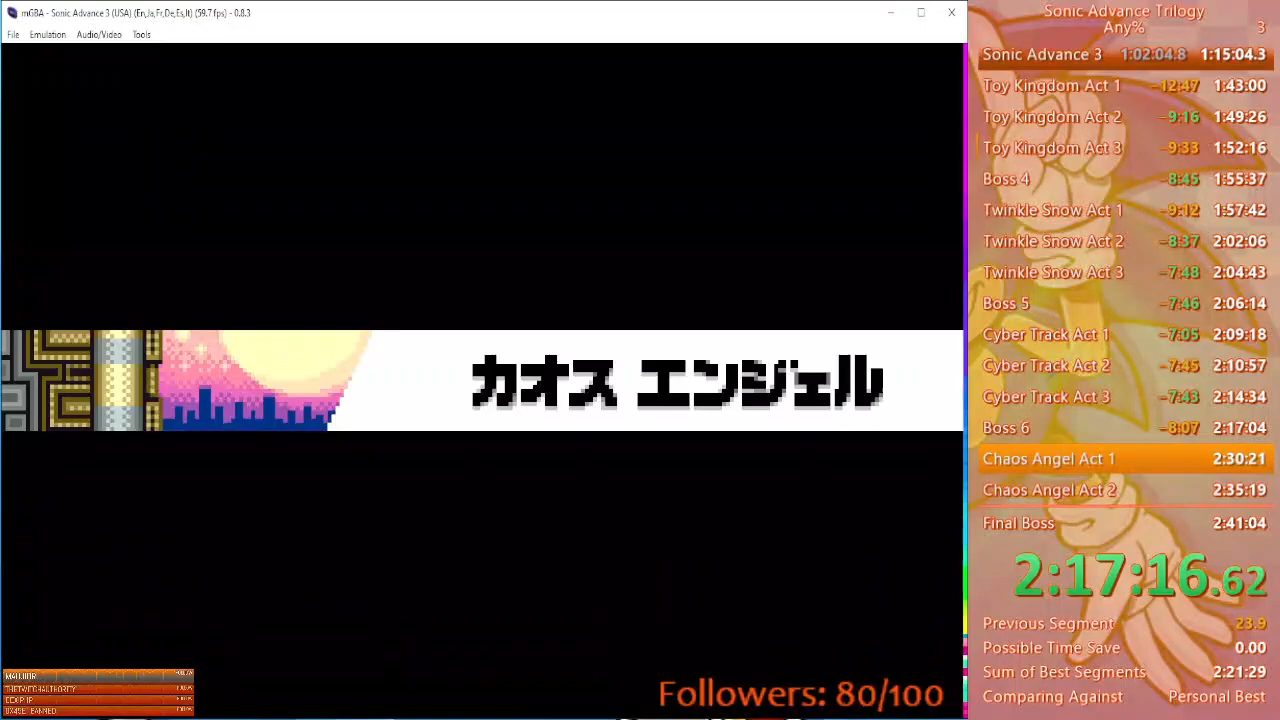 mGBA - Sonic Advance 3 (USA) (En,Ja,Fr,De,Es,It) (59.7 fps) - 0.8.3
File Emulation Audio/Video Tools
カオス エンジェル
Followers: 80/100
Sonic Advance Trilogy
Any% 3
Sonic Advance 3 1:02:04.8 1:15:04.3
Toy Kingdom Act 1 −12:47 1:43:00
Toy Kingdom Act 2 −9:16 1:49:26
Toy Kingdom Act 3 −9:33 1:52:16
Boss 4 −8:45 1:55:37
Twinkle Snow Act 1 −9:12 1:57:42
Twinkle Snow Act 2 −8:37 2:02:06
Twinkle Snow Act 3 −7:48 2:04:43
Boss 5 −7:46 2:06:14
Cyber Track Act 1 −7:05 2:09:18
Cyber Track Act 2 −7:45 2:10:57
Cyber Track Act 3 −7:43 2:14:34
Boss 6 −8:07 2:17:04
Chaos Angel Act 1 2:30:21
Chaos Angel Act 2 2:35:19
Final Boss 2:41:04
2:17:16.62
Previous Segment 23.9
Possible Time Save 0.00
Sum of Best Segments 2:21:29
Comparing Against Personal Best